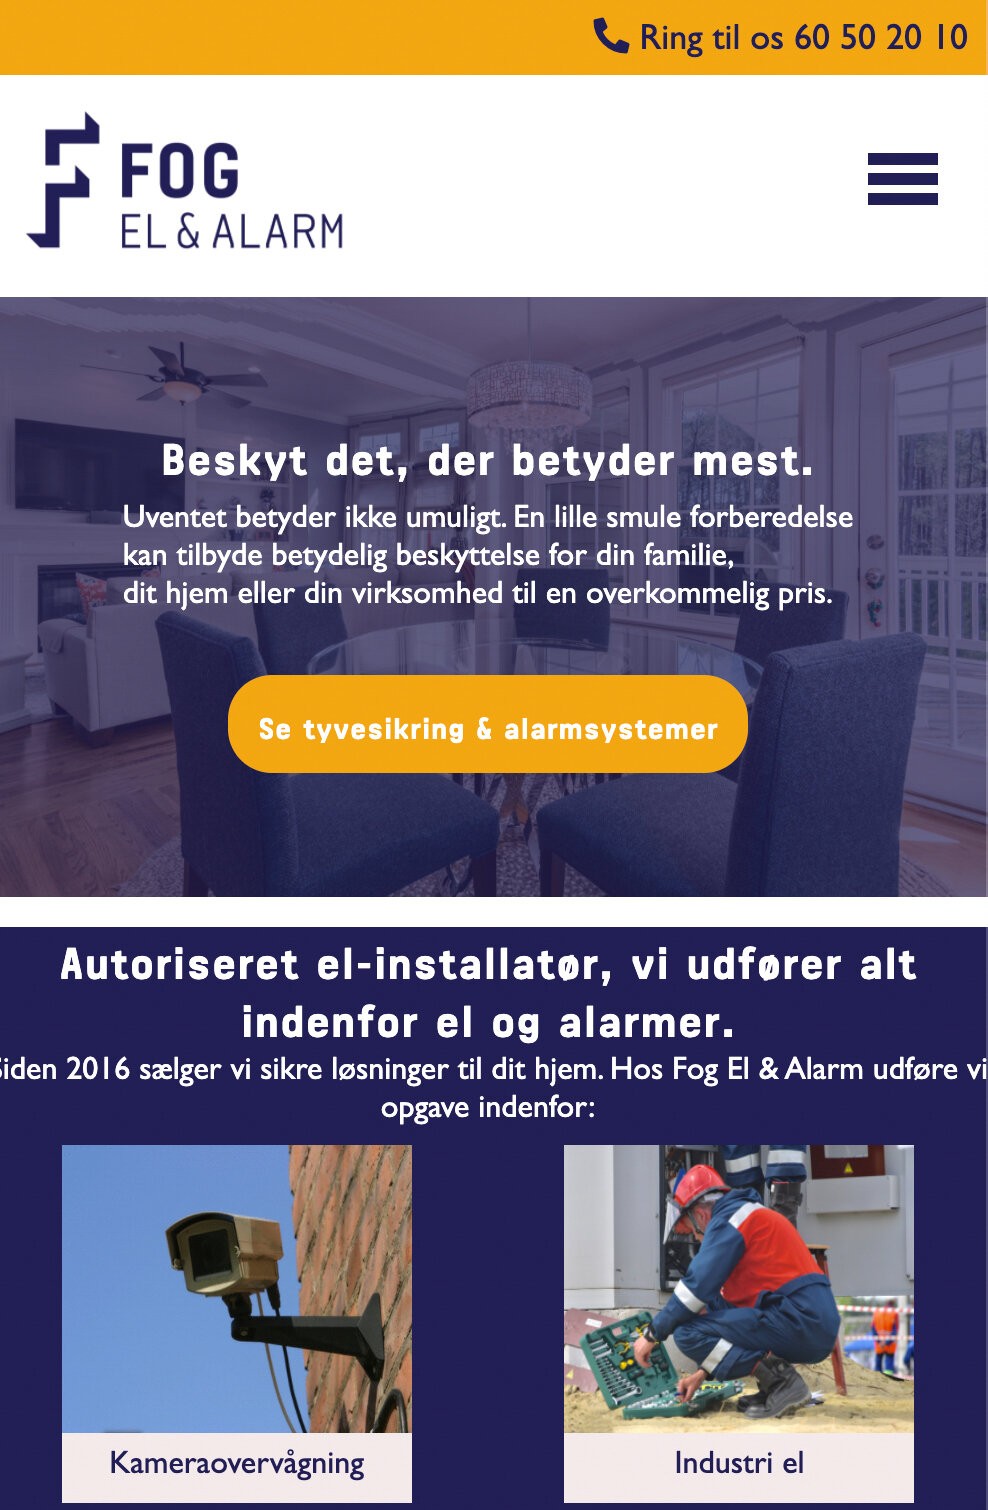 Ring til os 60 50 20 10
FOG
EL & ALARM
Beskyt det, der betyder mest.
Uventet betyder ikke umuligt. En lille smule forberedelse
kan tilbyde betydelig beskyttelse for din familie,
dit hjem eller din virksomhed til en overkommelig pris.
Se tyvesikring & alarmsystemer
Autoriseret el-installatør, vi udfører alt
indenfor el og alarmer.
Siden 2016 sælger vi sikre løsninger til dit hjem. Hos Fog El & Alarm udføre vi
opgave indenfor:
Kameraovervågning
Industri el